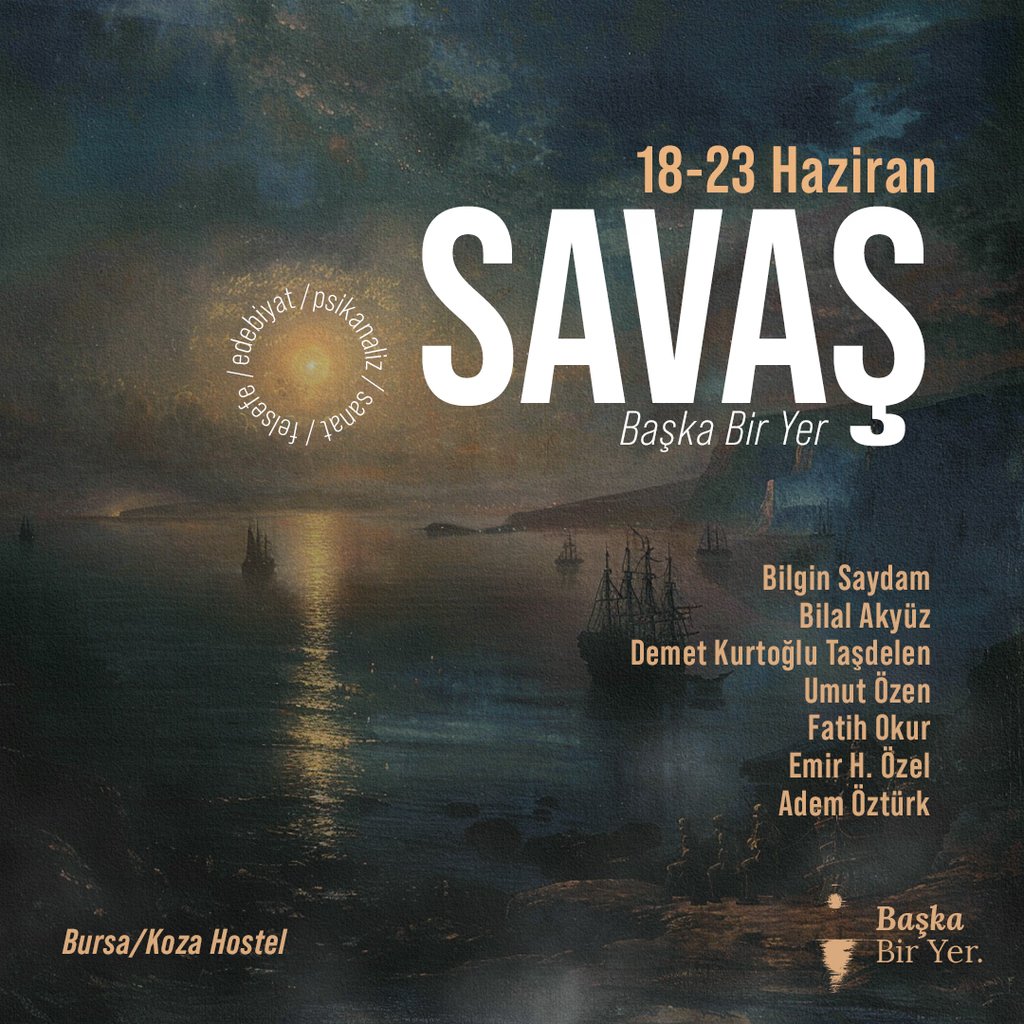 18-23 Haziran
SAVAŞ
Başka Bir Yer
felsefe / edebiyat / psikanaliz / sanat /
Bilgin Saydam
Bilal Akyüz
Demet Kurtoğlu Taşdelen
Umut Özen
Fatih Okur
Emir H. Özel
Adem Öztürk
Bursa/Koza Hostel
Başka
Bir Yer.